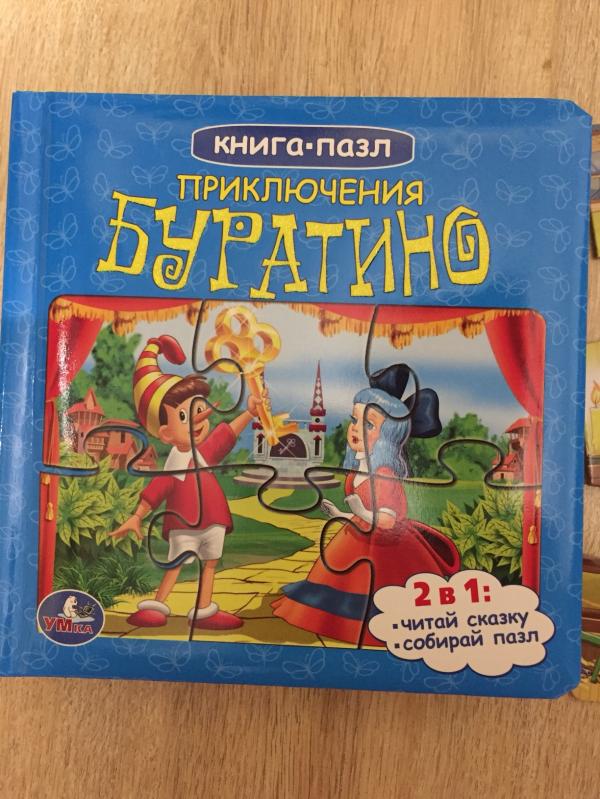 книга·пазл
ПРИКЛЮЧЕНИЯ
БУРАТИНО
2 в 1:
·читай сказку
·собирай пазл
УМка